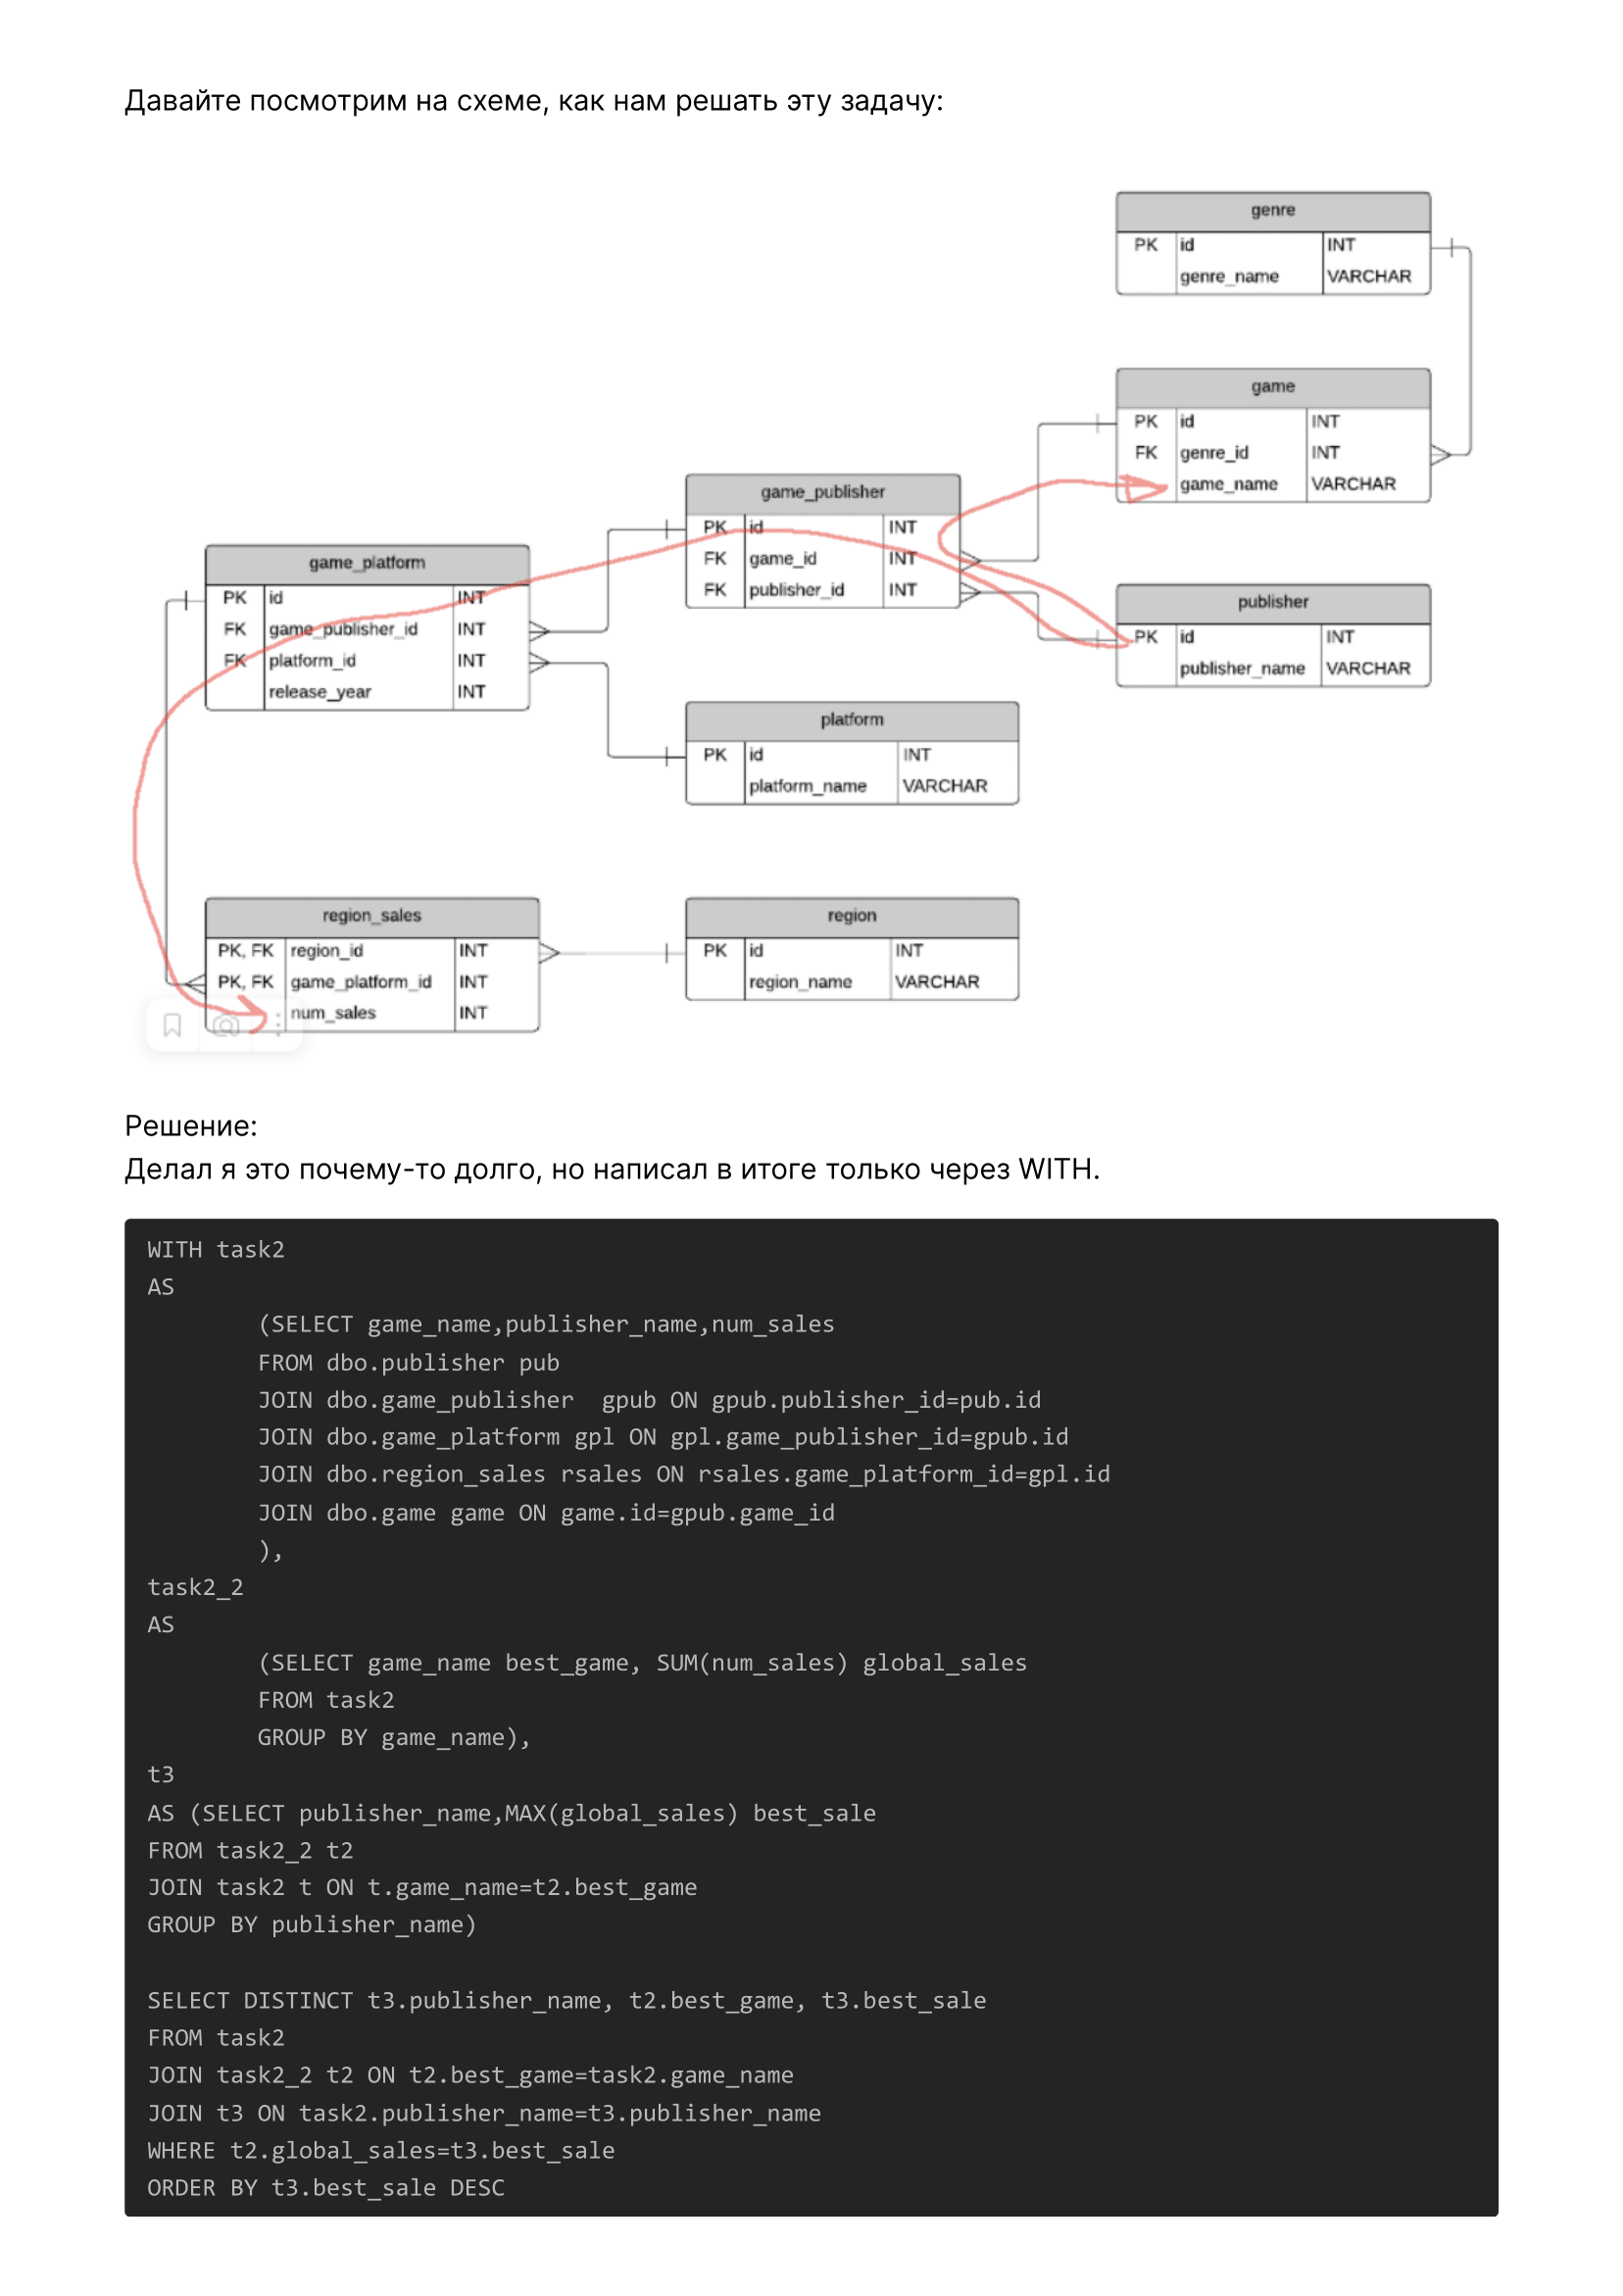 Давайте посмотрим на схеме, как нам решать эту задачу:
genre
PK id INT
genre_name VARCHAR
game
PK id INT
FK genre_id INT
game_name VARCHAR
game_publisher
PK id INT
FK game_id INT
FK publisher_id INT
game_platform
PK id INT
FK game_publisher_id INT
FK platform_id INT
release_year INT
publisher
PK id INT
publisher_name VARCHAR
platform
PK id INT
platform_name VARCHAR
region_sales
PK, FK region_id INT
PK, FK game_platform_id INT
num_sales INT
region
PK id INT
region_name VARCHAR
Решение:
Делал я это почему-то долго, но написал в итоге только через WITH.
WITH task2
AS
(SELECT game_name,publisher_name,num_sales
FROM dbo.publisher pub
JOIN dbo.game_publisher  gpub ON gpub.publisher_id=pub.id
JOIN dbo.game_platform gpl ON gpl.game_publisher_id=gpub.id
JOIN dbo.region_sales rsales ON rsales.game_platform_id=gpl.id
JOIN dbo.game game ON game.id=gpub.game_id
),
task2_2
AS
(SELECT game_name best_game, SUM(num_sales) global_sales
FROM task2
GROUP BY game_name),
t3
AS (SELECT publisher_name,MAX(global_sales) best_sale
FROM task2_2 t2
JOIN task2 t ON t.game_name=t2.best_game
GROUP BY publisher_name)
SELECT DISTINCT t3.publisher_name, t2.best_game, t3.best_sale
FROM task2
JOIN task2_2 t2 ON t2.best_game=task2.game_name
JOIN t3 ON task2.publisher_name=t3.publisher_name
WHERE t2.global_sales=t3.best_sale
ORDER BY t3.best_sale DESC